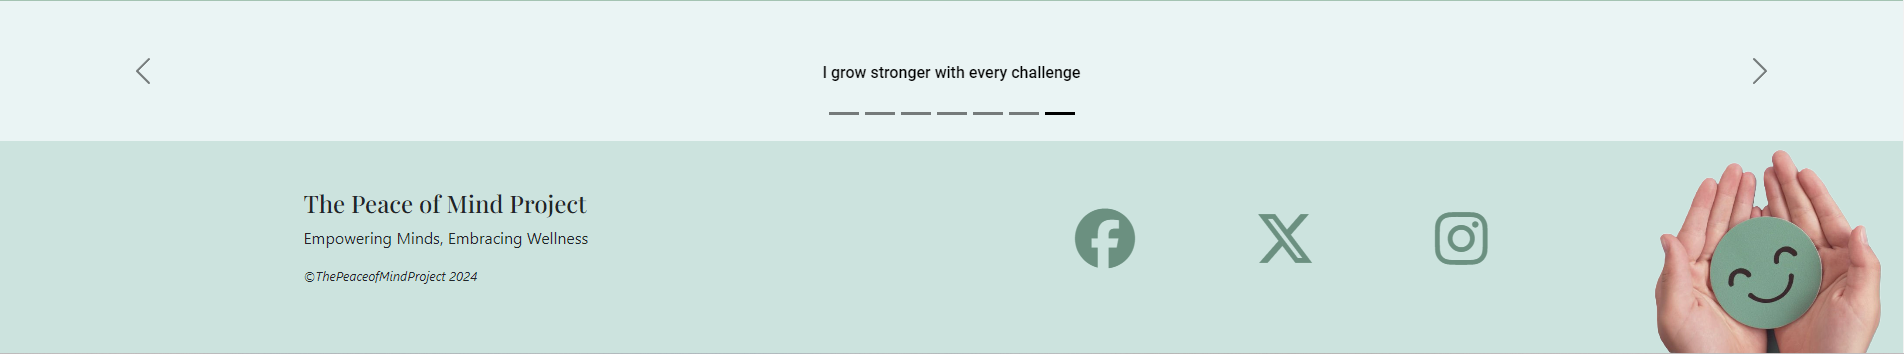 I grow stronger with every challenge
The Peace of Mind Project
Empowering Minds, Embracing Wellness
©ThePeaceofMindProject 2024